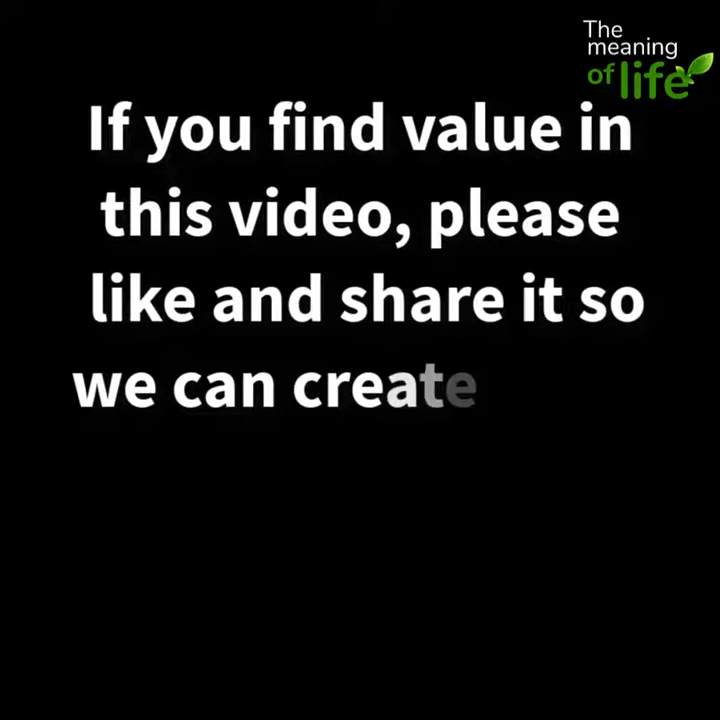 The
meaning
of life
If you find value in
this video, please
like and share it so
we can create